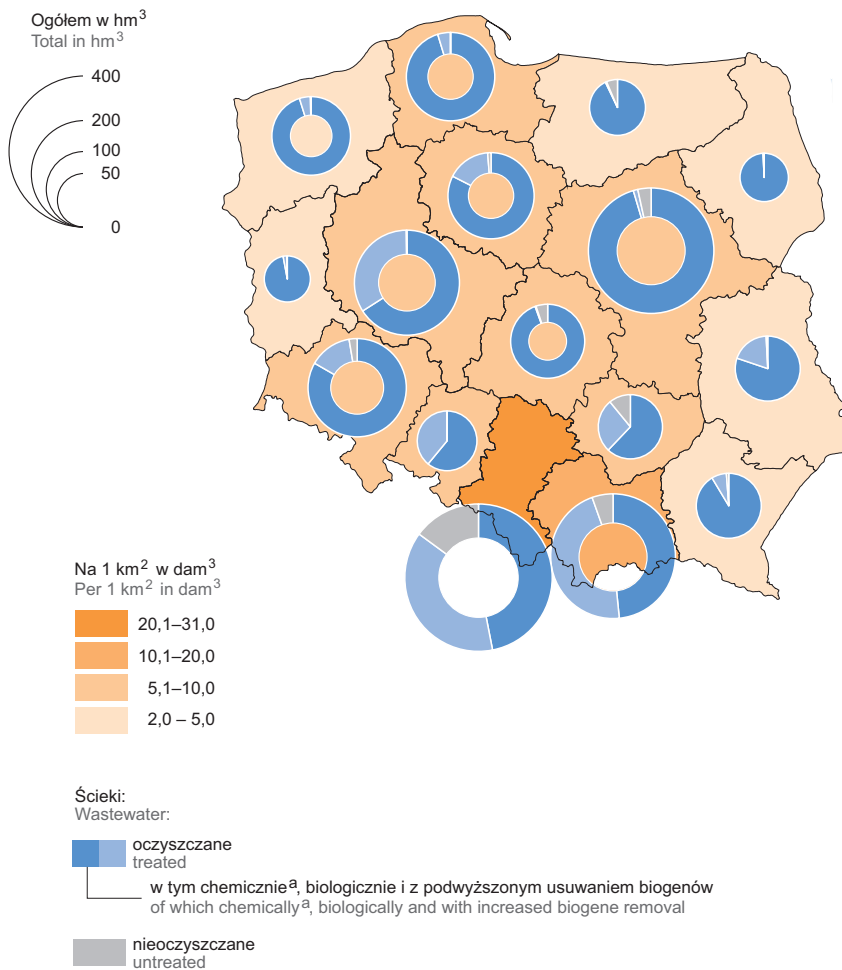 Ogółem w hm³
Total in hm³
400
200
100
50
0
Na 1 km² w dam³
Per 1 km² in dam³
20,1–31,0
10,1–20,0
5,1–10,0
2,0 – 5,0
Ścieki:
Wastewater:
oczyszczane
treated
w tym chemicznieᵃ, biologicznie i z podwyższonym usuwaniem biogenów
of which chemicallyᵃ, biologically and with increased biogene removal
nieoczyszczane
untreated